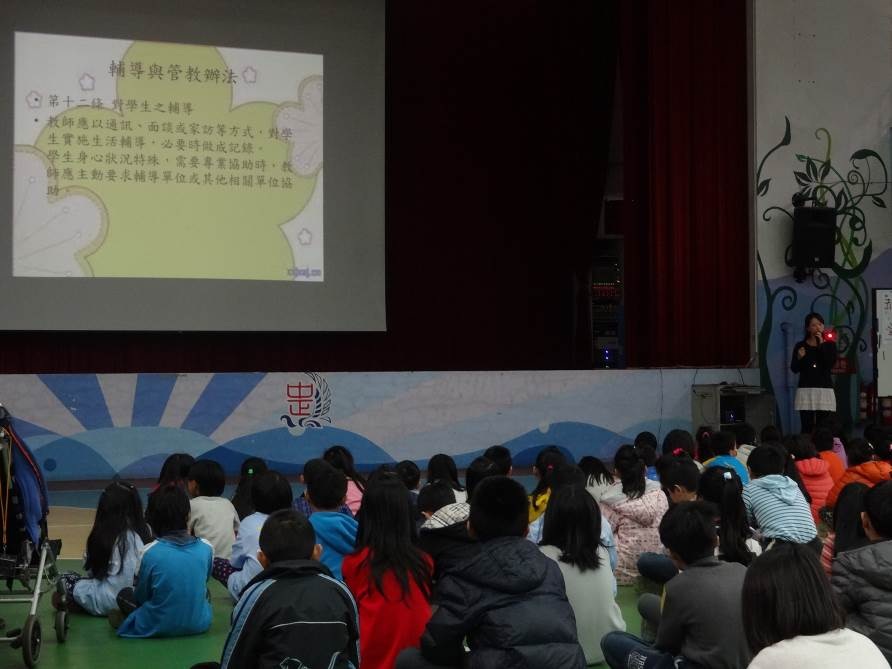 輔導與管教辦法
• 第十二條 對學生之輔導
• 教師應以通訊、面談或家訪等方式，對學
生實施生活輔導，必要時做成記錄。
學生身心狀況特殊，需要專業協助時，教
師應主動要求輔導單位或其他相關單位協
助。
忠